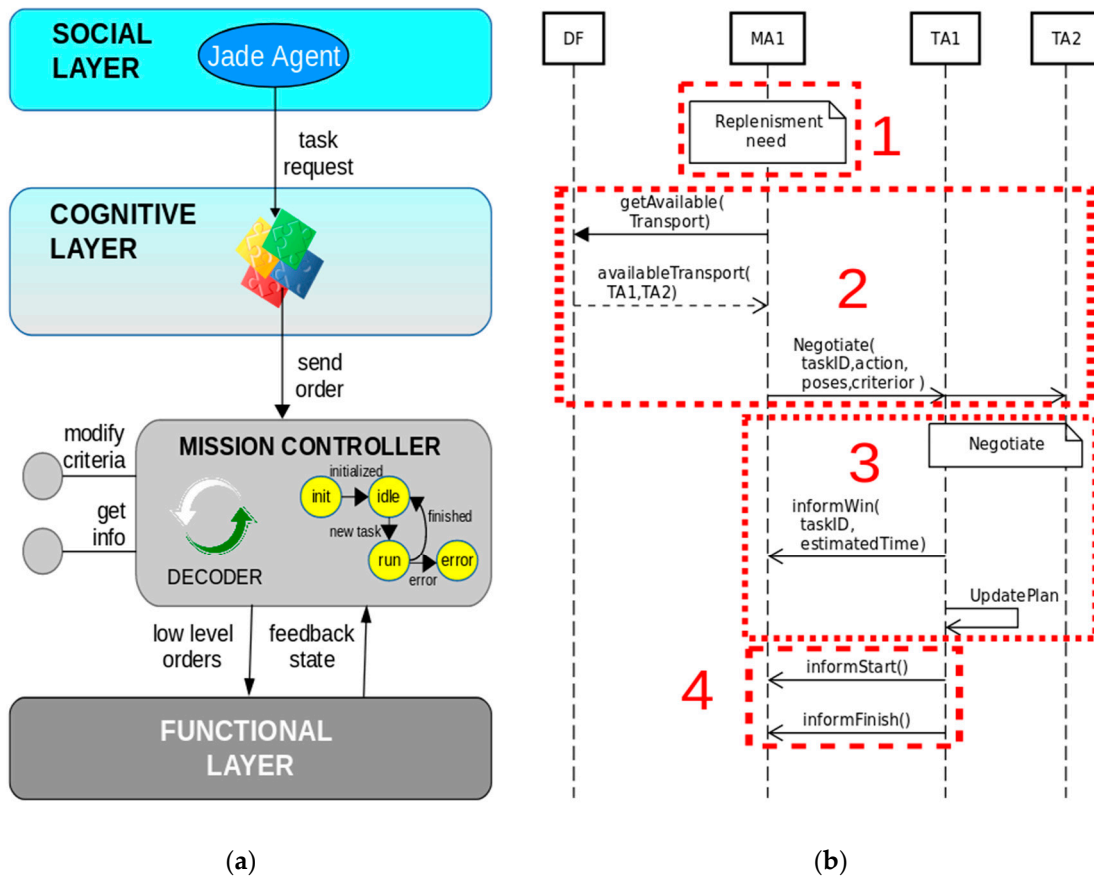 SOCIAL
LAYER
Jade Agent
task
request
COGNITIVE
LAYER
send
order
modify
criteria
get
info
MISSION CONTROLLER
initialized
init
idle
finished
new task
run
error
error
DECODER
low level
orders
feedback
state
FUNCTIONAL
LAYER
(a)
DF
MA1
TA1
TA2
Replenisment
need
1
getAvailable(
Transport)
availableTransport(
TA1,TA2)
2
Negotiate(
taskID,action,
poses,criterior )
Negotiate
3
informWin(
taskID,
estimatedTime)
UpdatePlan
4
informStart()
informFinish()
(b)